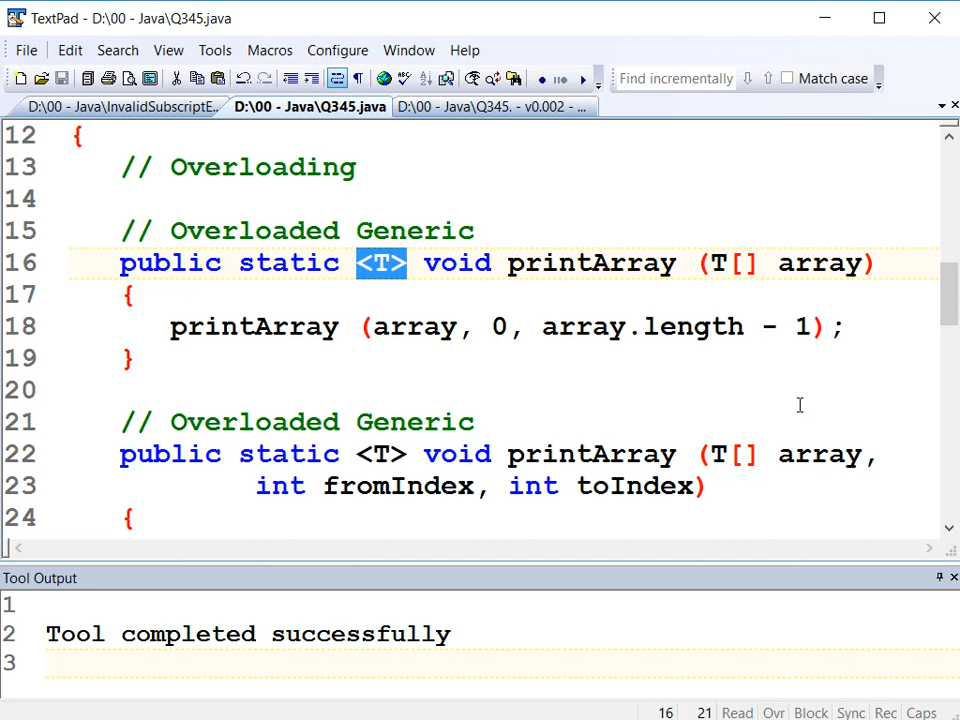 TextPad - D:\00 - Java\Q345.java
File Edit Search View Tools Macros Configure Window Help
Find incrementally Match case
D:\00 - Java\InvalidSubscriptE... D:\00 - Java\Q345.java D:\00 - Java\Q345. - v0.002 - ...
12 {
13 // Overloading
14
15 // Overloaded Generic
16 public static <T> void printArray (T[] array)
17 {
18 printArray (array, 0, array.length - 1);
19 }
20
21 // Overloaded Generic
22 public static <T> void printArray (T[] array,
23 int fromIndex, int toIndex)
24 {
Tool Output
1
2 Tool completed successfully
3
16 21 Read Ovr Block Sync Rec Caps